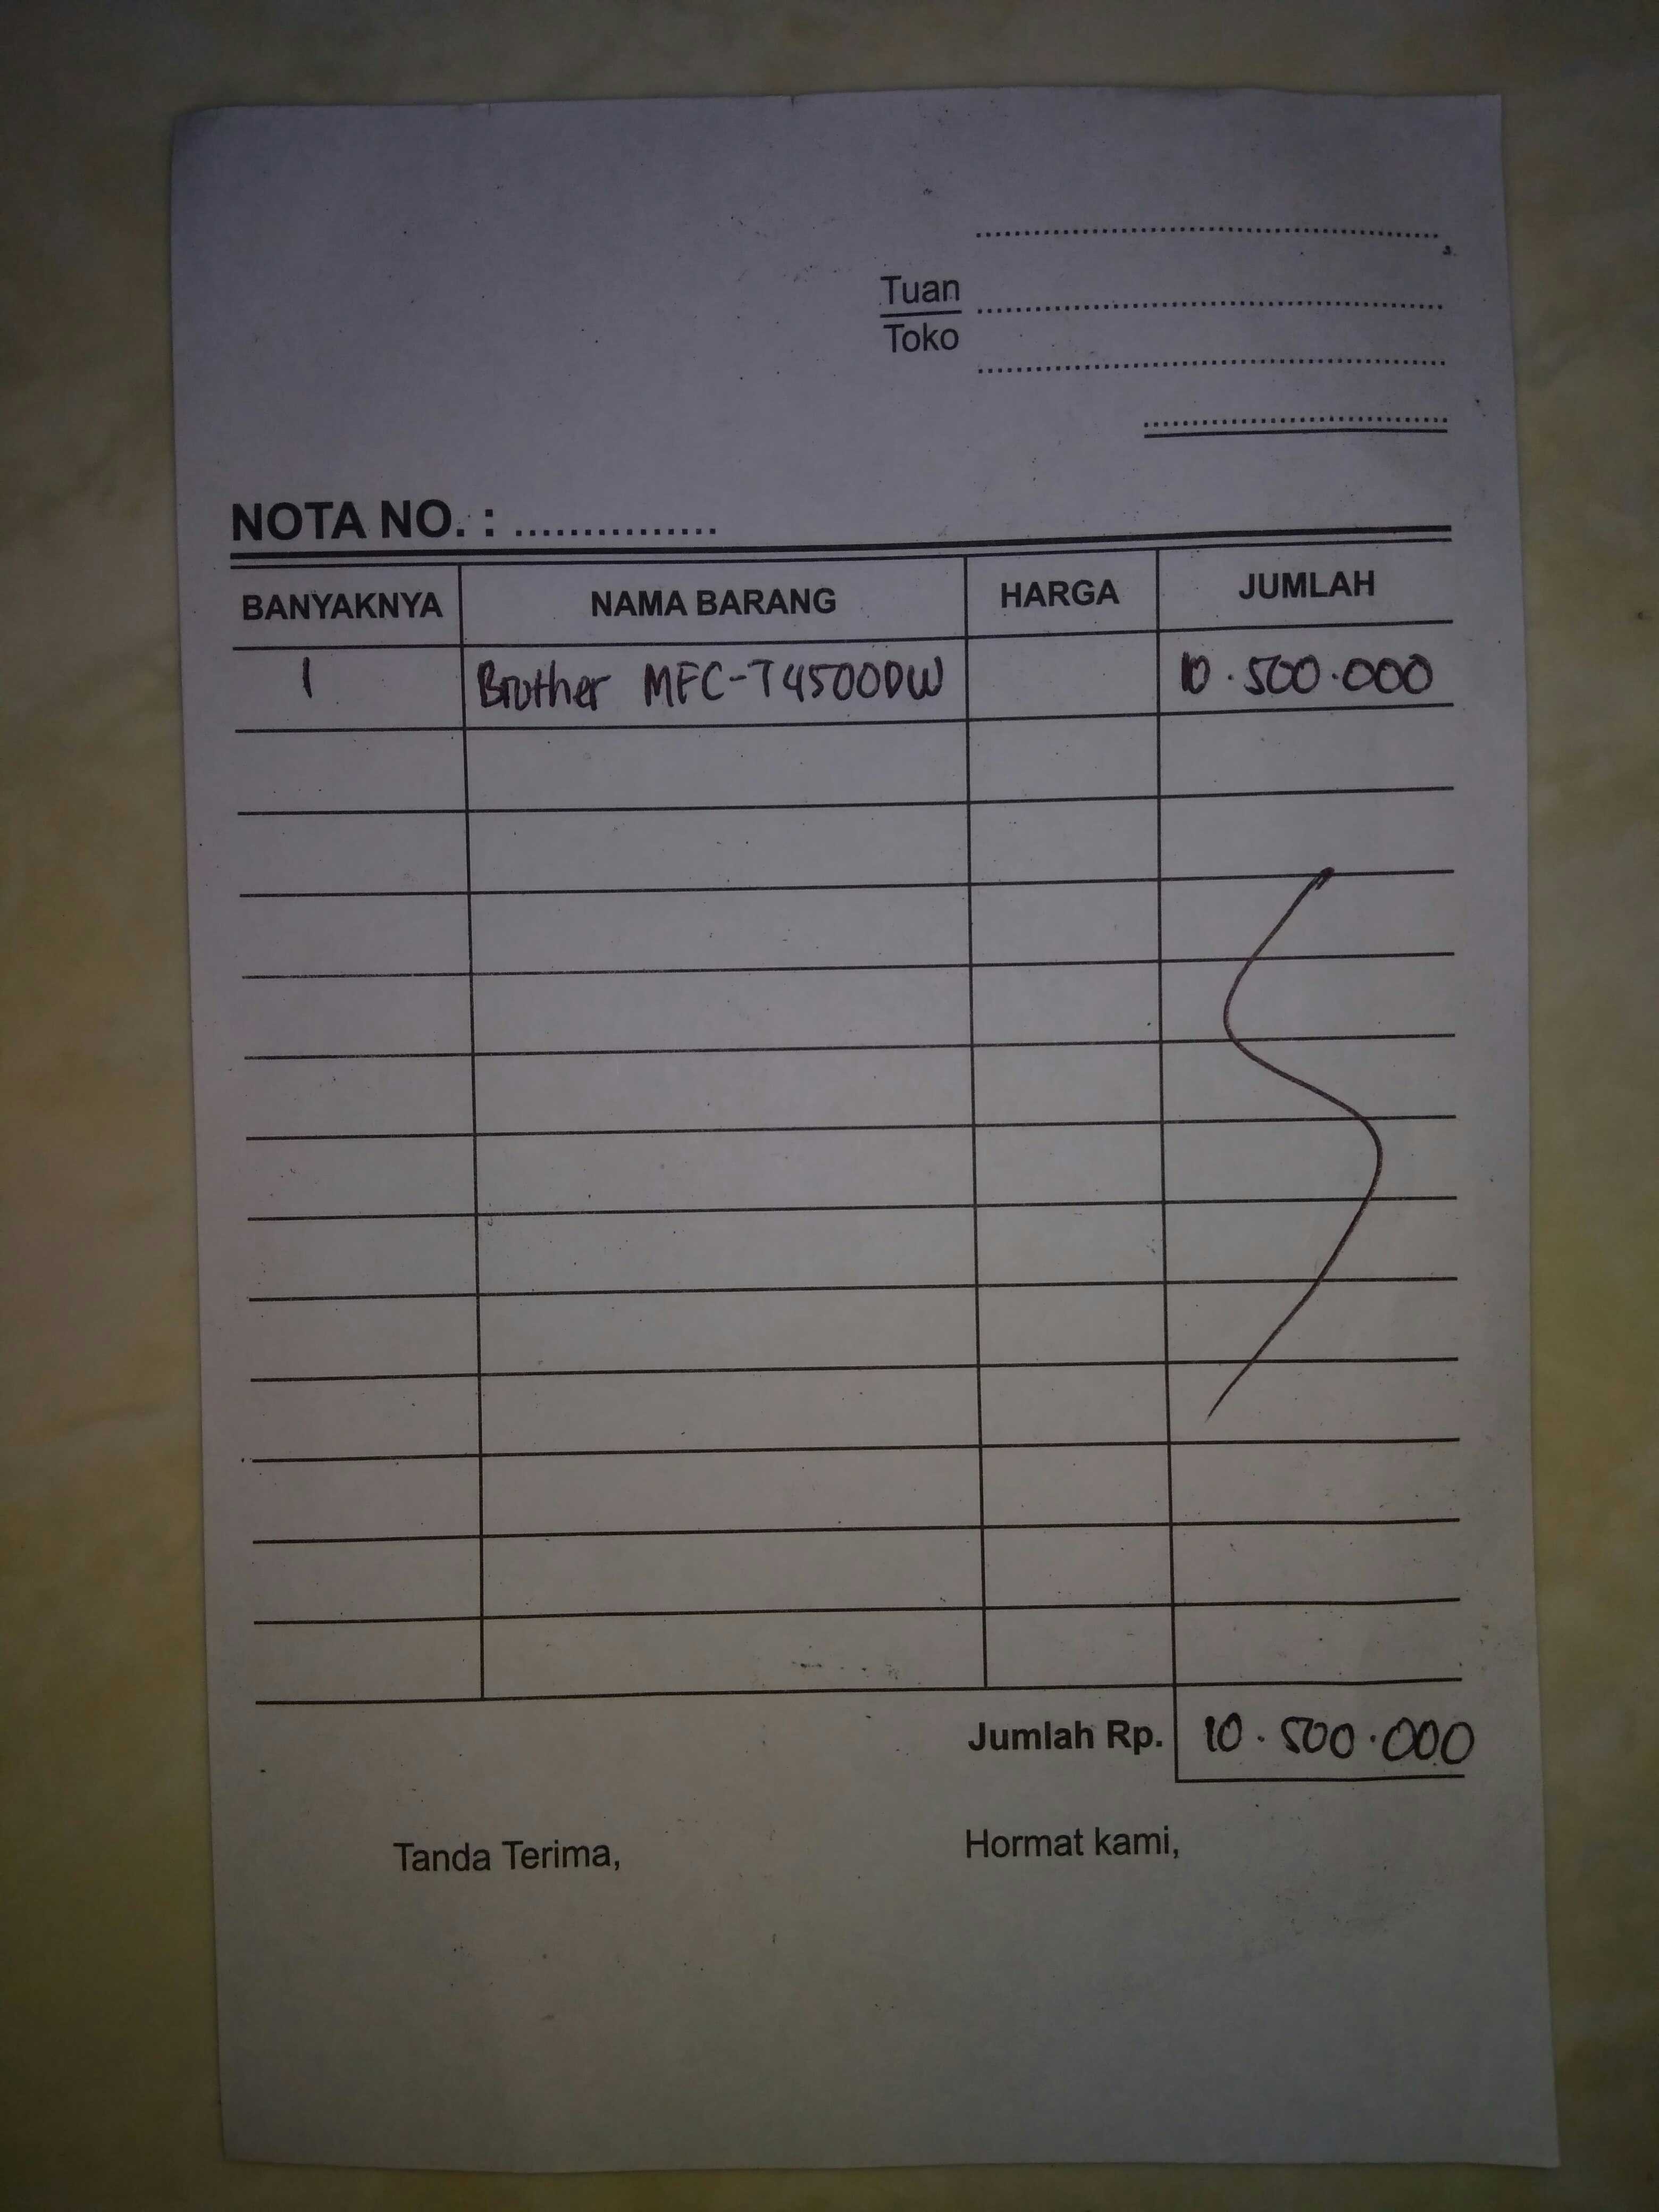 Tuan
Toko
NOTA NO. : ...............
BANYAKNYA NAMA BARANG HARGA JUMLAH
1 Brother MFC-T4500DW 10.500.000
Jumlah Rp. 10.500.000
Tanda Terima, Hormat kami,